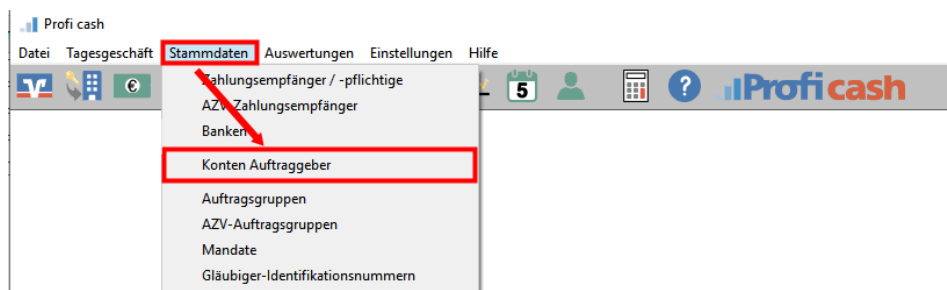 Profi cash
Datei Tagesgeschäft Stammdaten Auswertungen Einstellungen Hilfe
Zahlungsempfänger / -pflichtige
€ 5 ? Profi cash
AZV-Zahlungsempfänger
Banken
Konten Auftraggeber
Auftragsgruppen
AZV-Auftragsgruppen
Mandate
Gläubiger-Identifikationsnummern